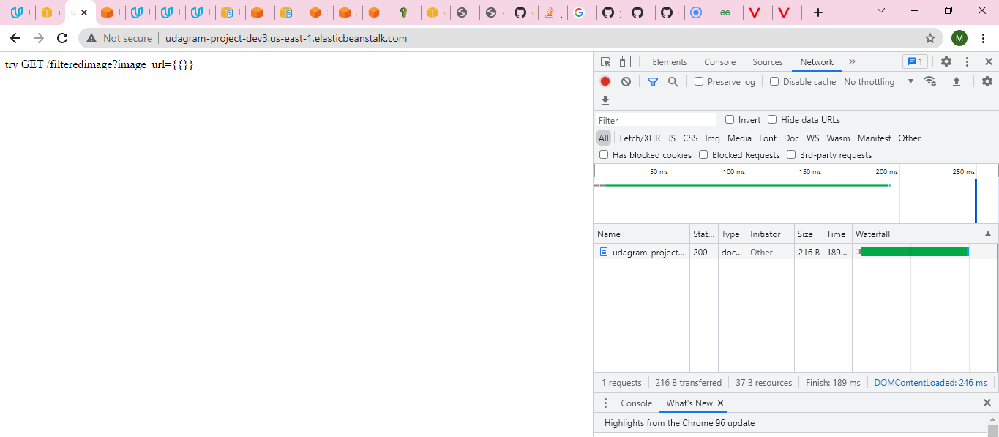 u
Not secure
udagram-project-dev3.us-east-1.elasticbeanstalk.com
M
try GET /filteredimage?image_url={{}}
Elements Console Sources Network 1
Preserve log Disable cache No throttling
Filter Invert Hide data URLs
All Fetch/XHR JS CSS Img Media Font Doc WS Wasm Manifest Other
Has blocked cookies Blocked Requests 3rd-party requests
50 ms 100 ms 150 ms 200 ms 250 ms
Name Stat... Type Initiator Size Time Waterfall
udagram-project... 200 doc... Other 216 B 189...
1 requests 216 B transferred 37 B resources Finish: 189 ms DOMContentLoaded: 246 ms
Console What's New
Highlights from the Chrome 96 update